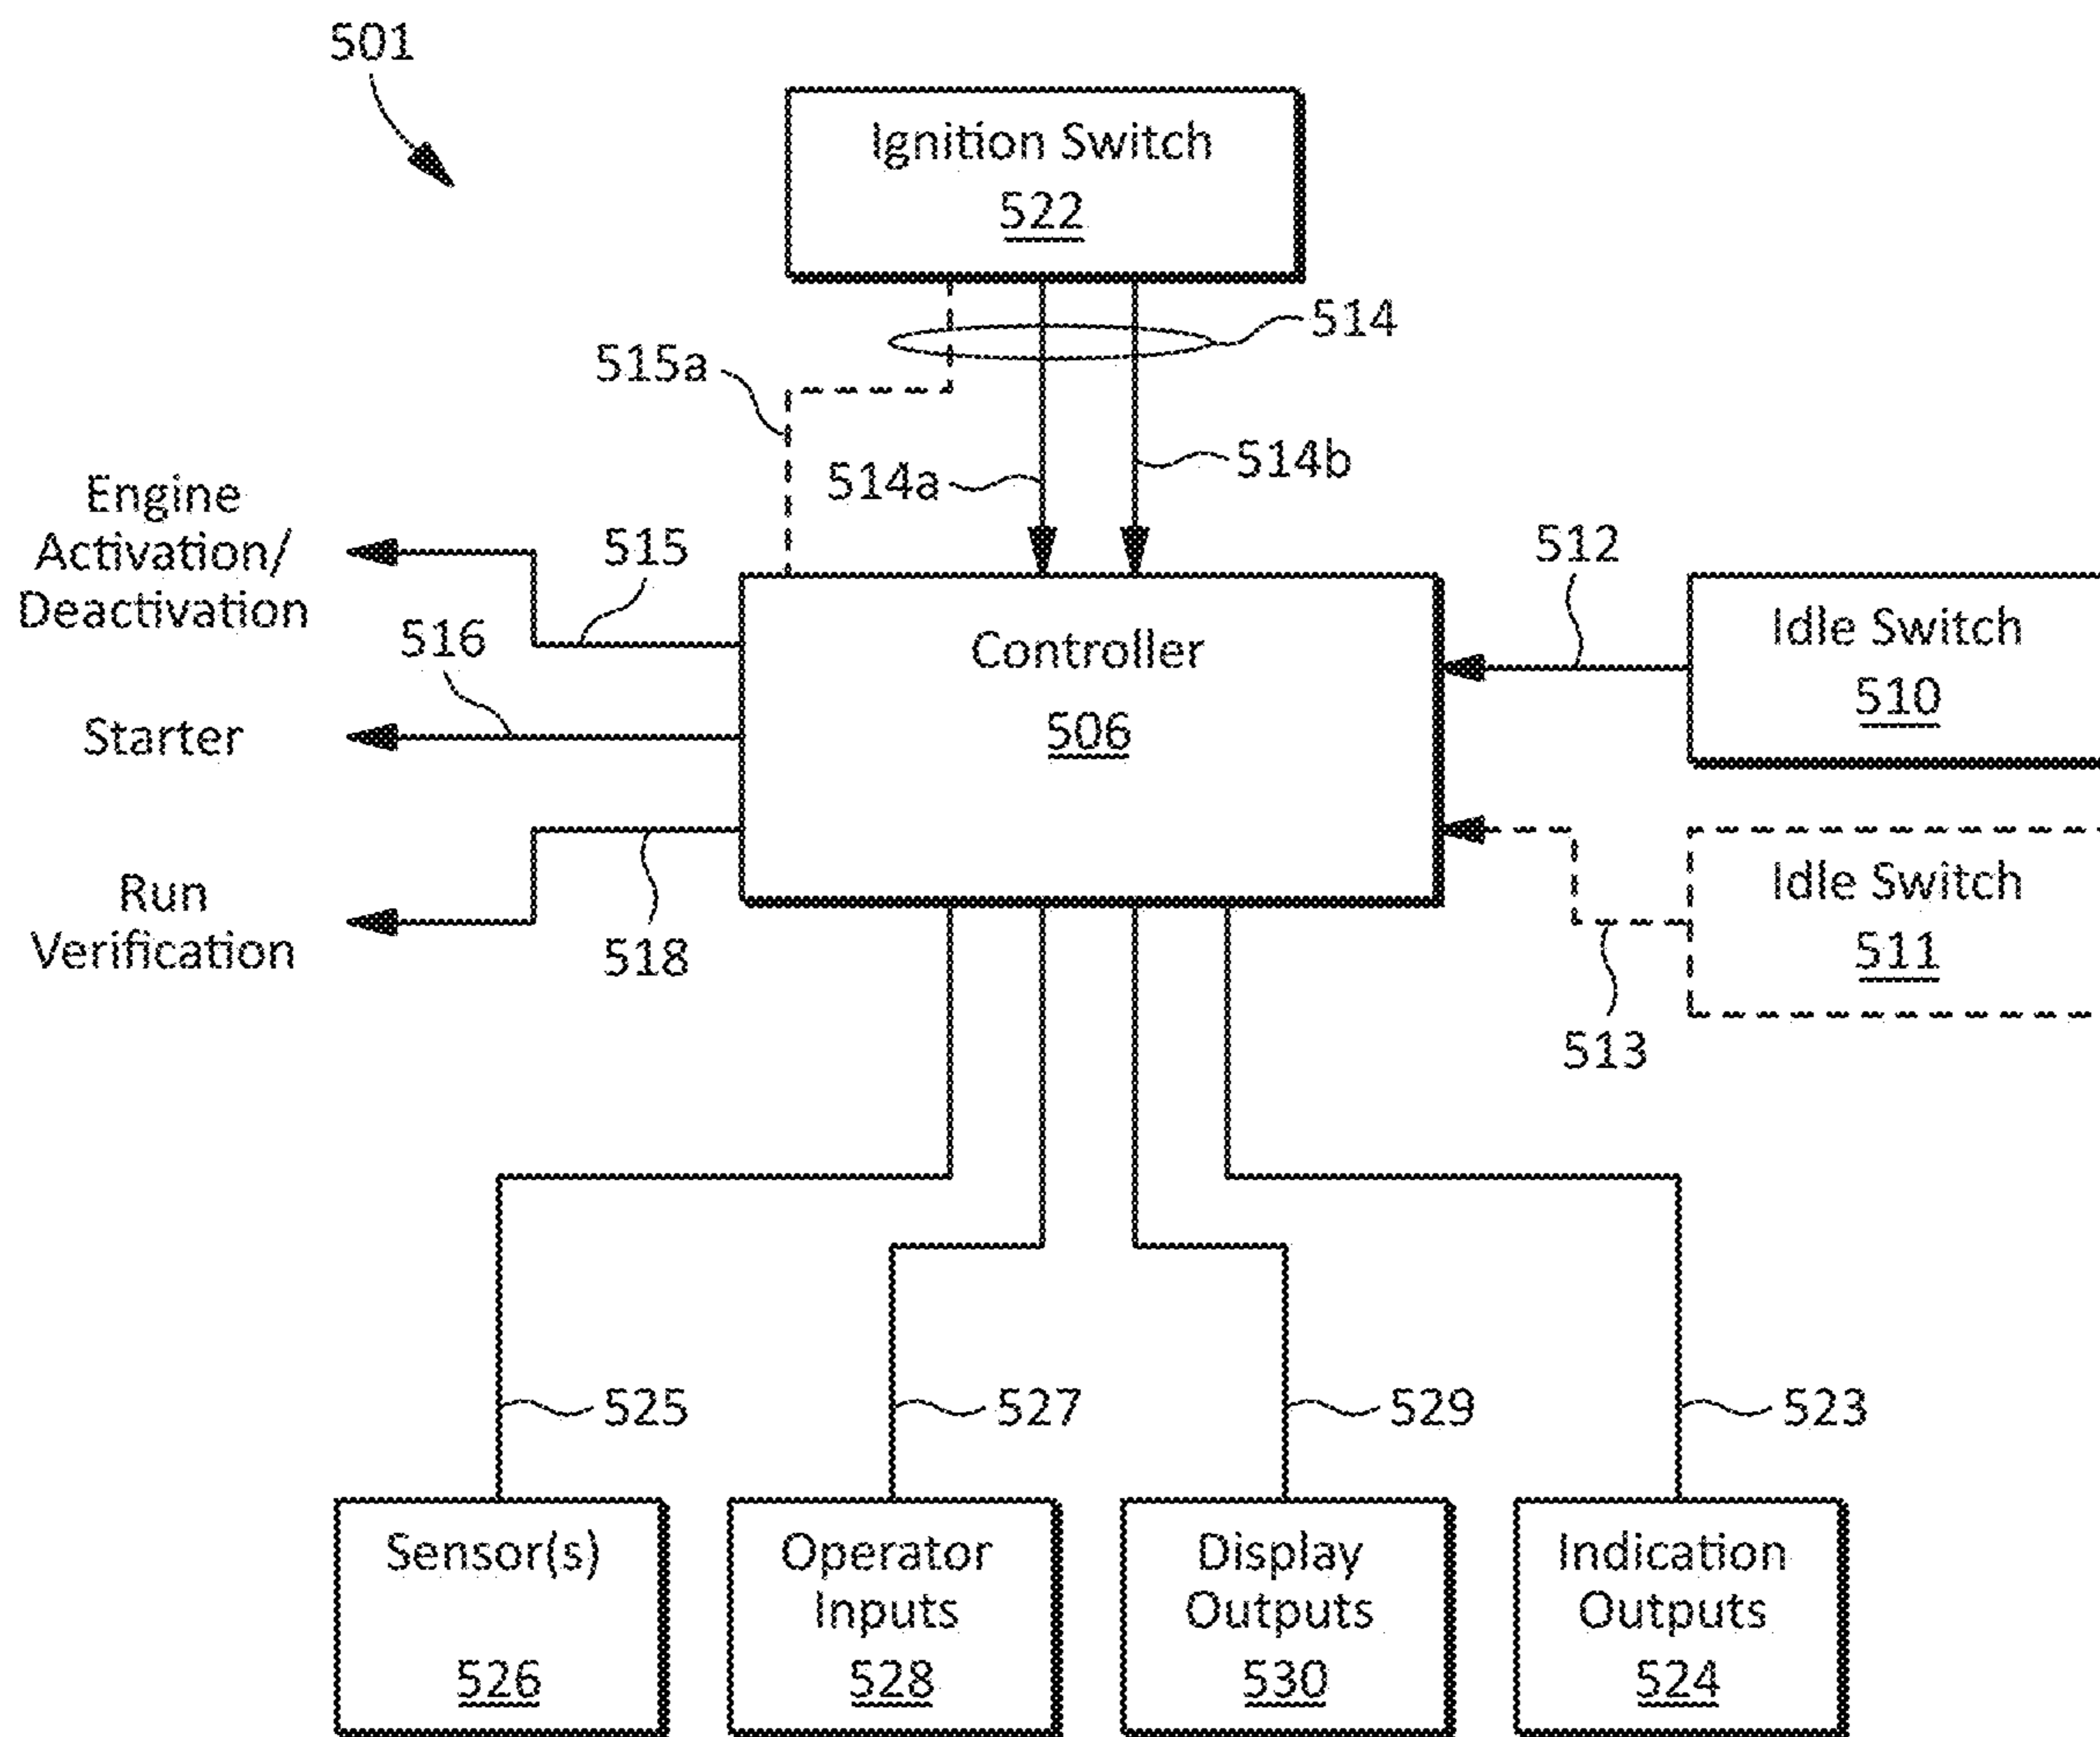 501
Ignition Switch
522
514
515a
514a
514b
Engine
Activation/
Deactivation
515
512
Controller
506
Idle Switch
510
516
Starter
Run
Verification
518
Idle Switch
511
513
525
527
529
523
Sensor(s)
526
Operator
Inputs
528
Display
Outputs
530
Indication
Outputs
524